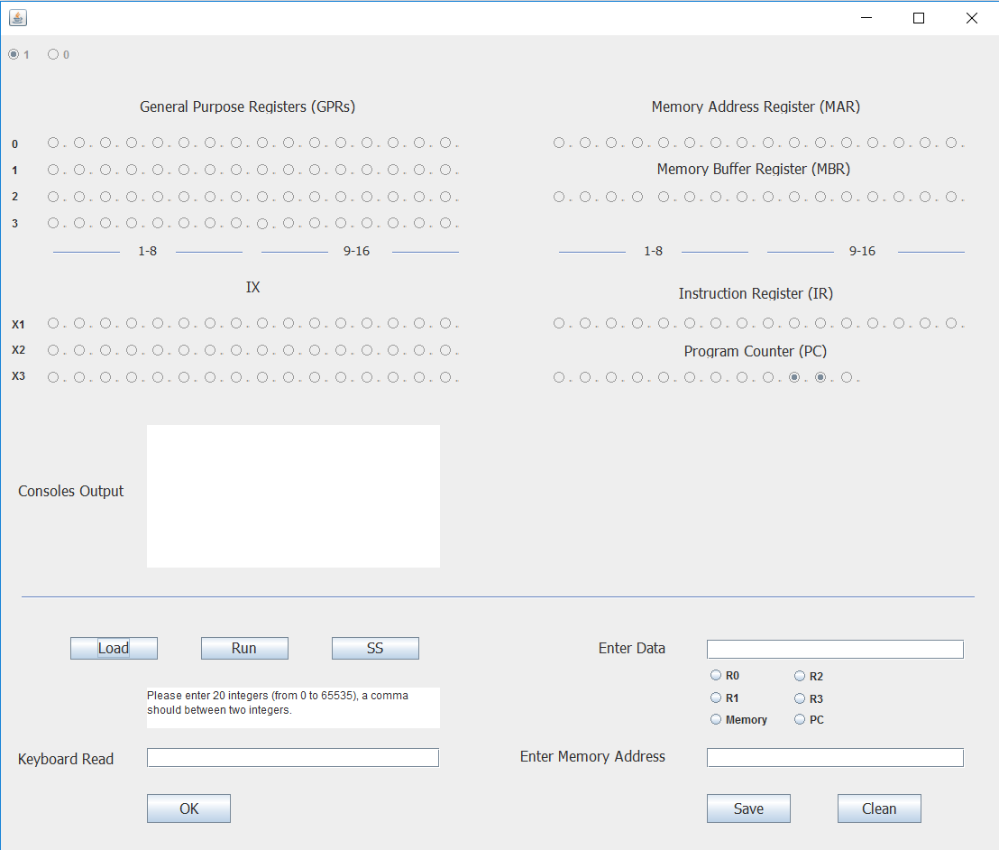 1 0
General Purpose Registers (GPRs)
Memory Address Register (MAR)
0
1
Memory Buffer Register (MBR)
2
3
1-8 9-16
1-8 9-16
IX
Instruction Register (IR)
X1
X2
Program Counter (PC)
X3
Consoles Output
Load Run SS
Enter Data
R0 R2
R1 R3
Memory PC
Please enter 20 integers (from 0 to 65535), a comma
should between two integers.
Keyboard Read
Enter Memory Address
OK
Save Clean